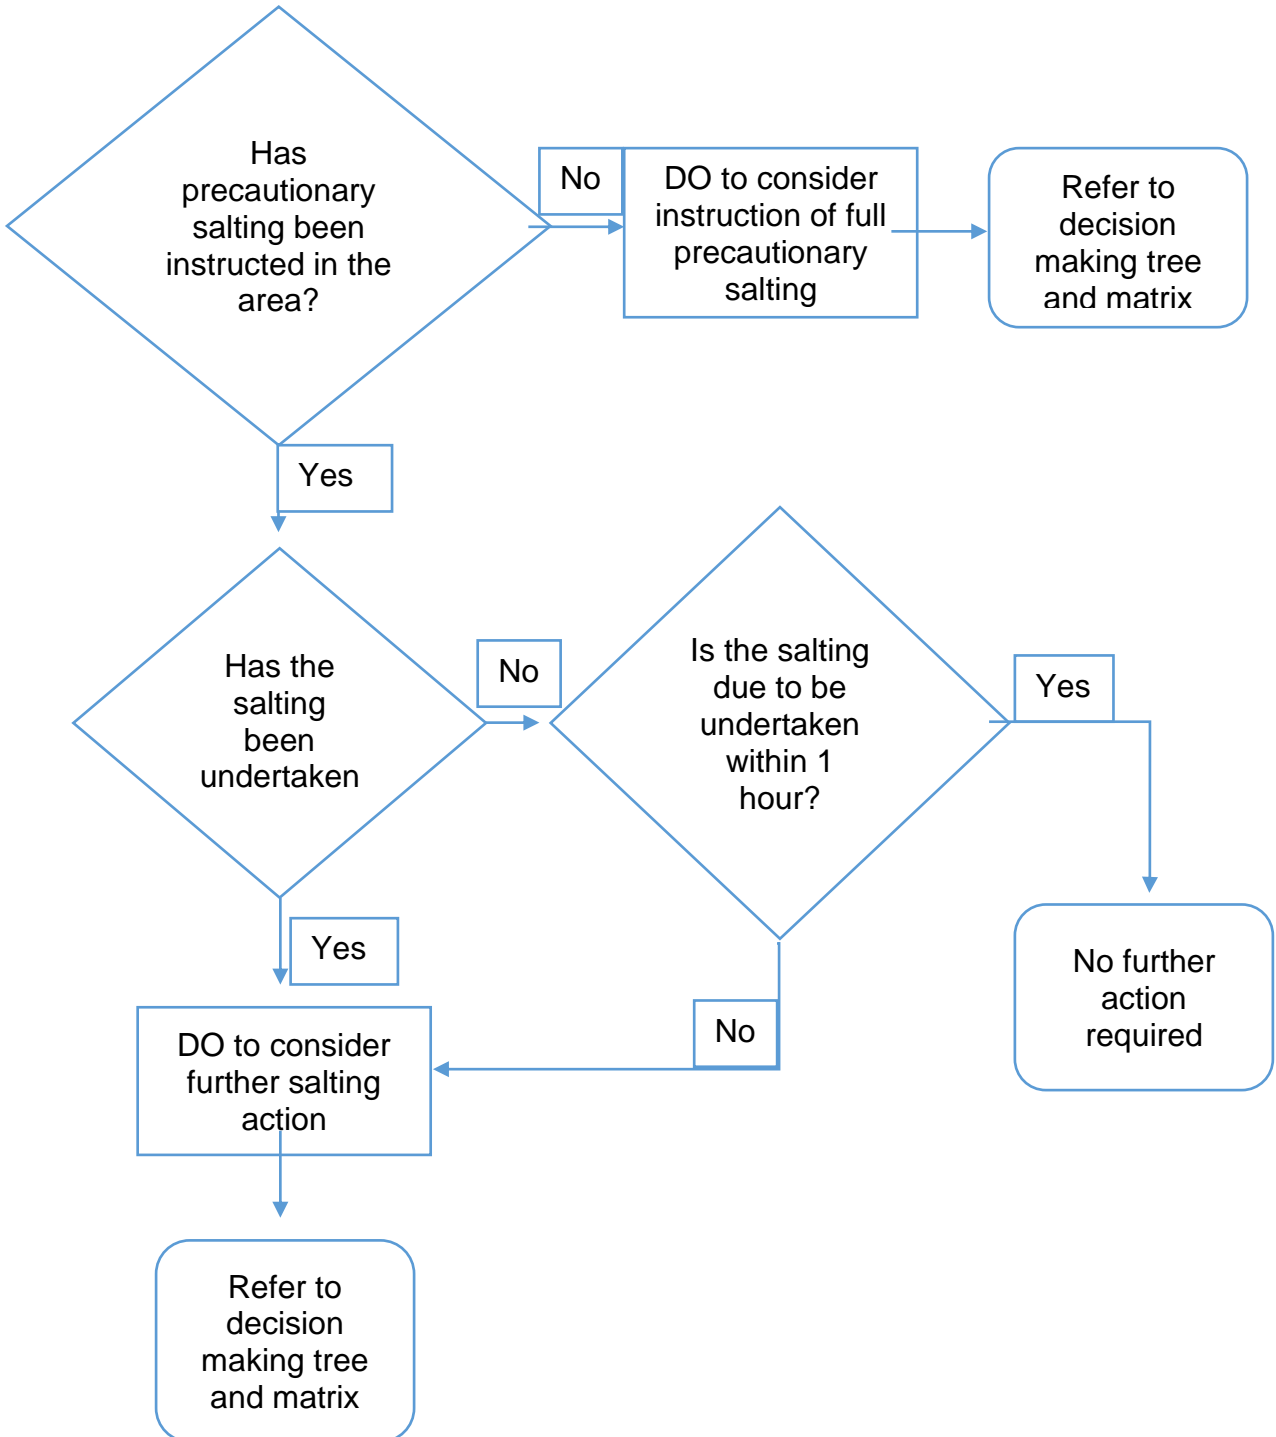 Has
precautionary
salting been
instructed in the
area?
No
DO to consider
instruction of full
precautionary
salting
Refer to
decision
making tree
and matrix
Yes
Has the
salting
been
undertaken
No
Is the salting
due to be
undertaken
within 1
hour?
Yes
No further
action
required
Yes
No
DO to consider
further salting
action
Refer to
decision
making tree
and matrix